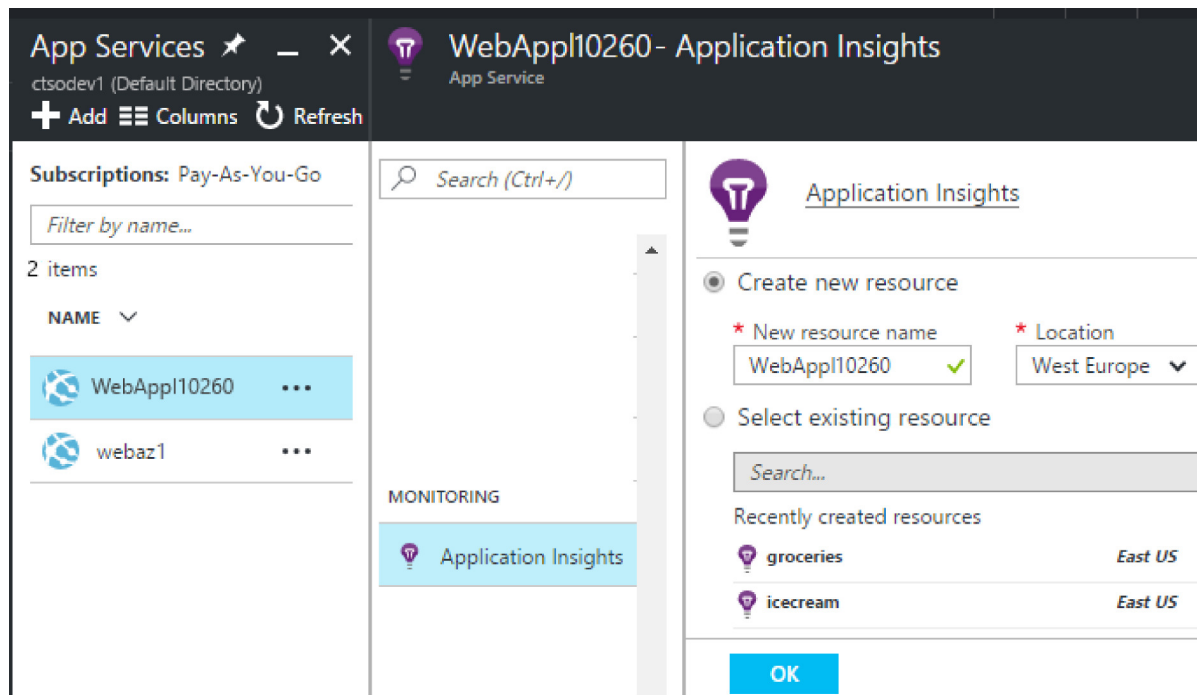 App Services
ctsodev1 (Default Directory)
Add Columns Refresh
Subscriptions: Pay-As-You-Go
Filter by name...
2 items
NAME
WebAppl10260 ...
webaz1 ...
WebAppl10260 - Application Insights
App Service
Search (Ctrl+/)
MONITORING
Application Insights
Application Insights
Create new resource
* New resource name * Location
WebAppl10260 West Europe
Select existing resource
Search...
Recently created resources
groceries East US
icecream East US
OK